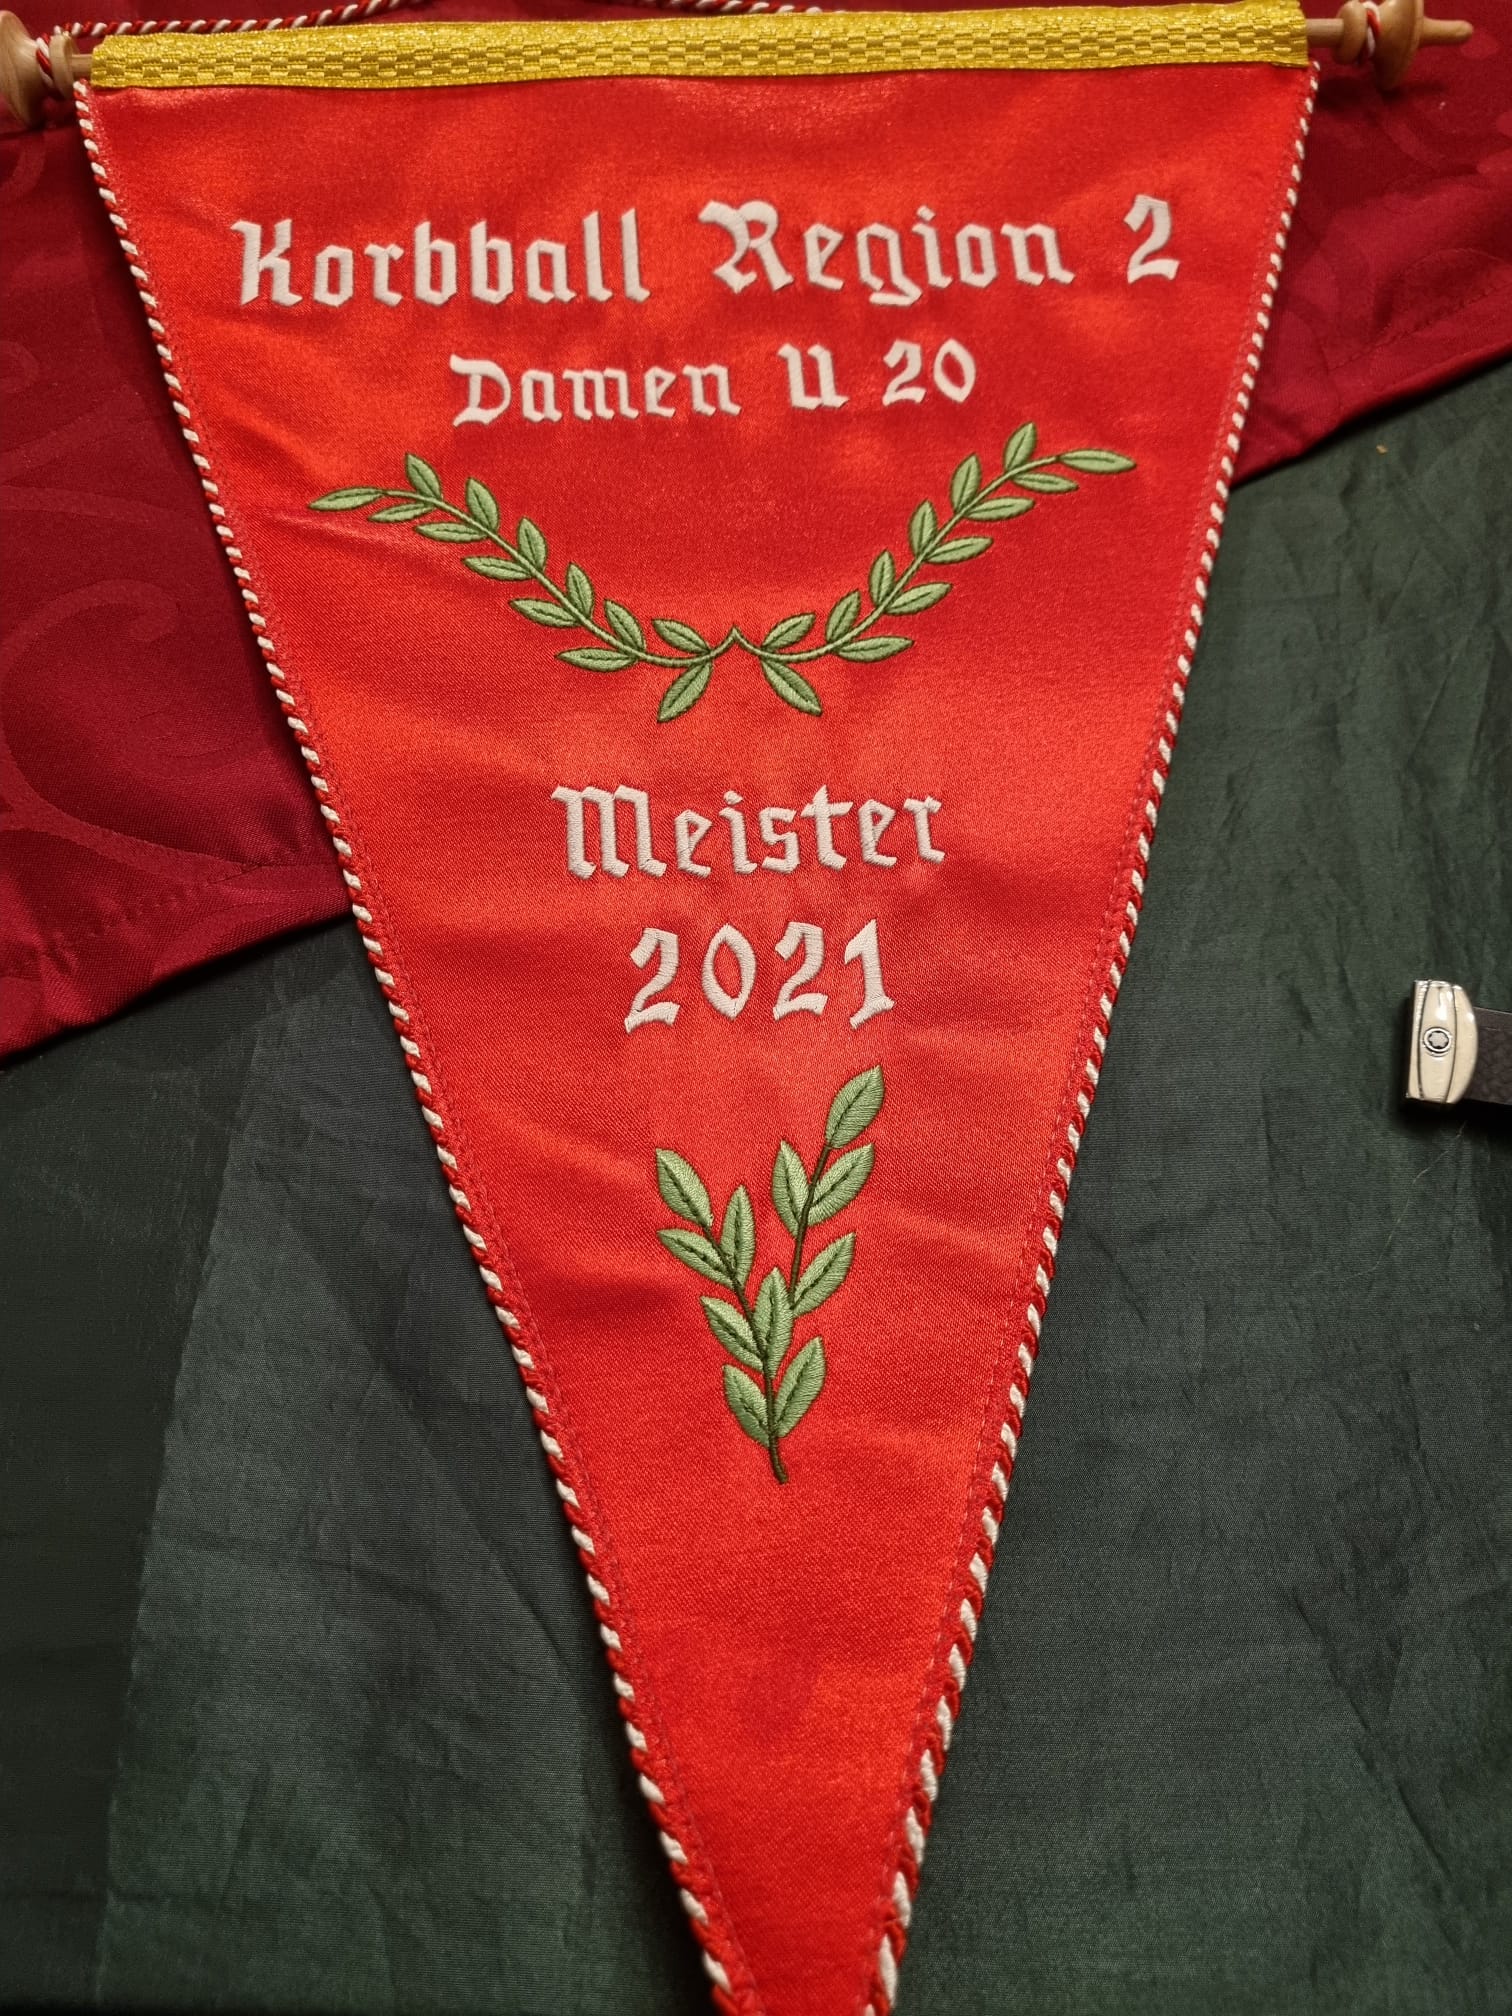 Korbball Region 2
Damen U 20
Meister
2021